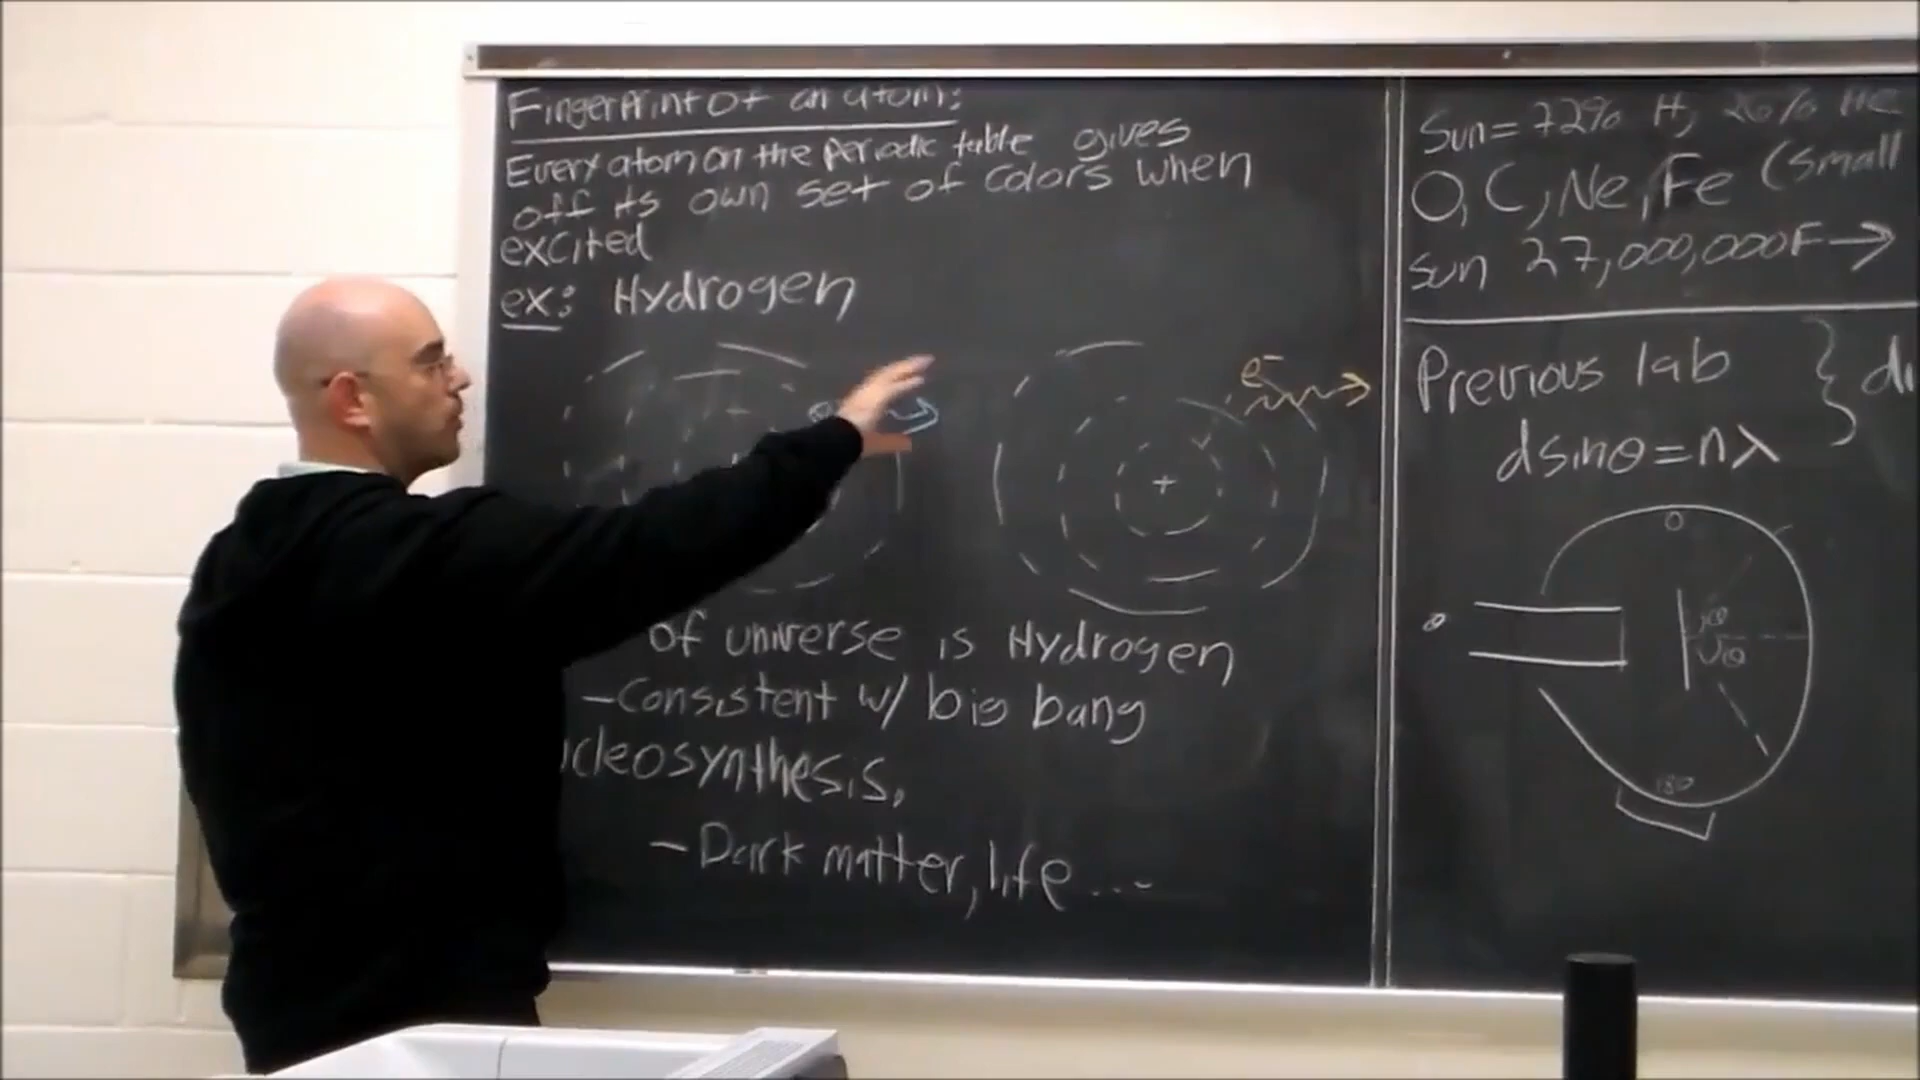 Fingerprint of an atom:
Every atom on the periodic table gives
off its own set of colors when
excited
ex: Hydrogen
e-
+
of universe is Hydrogen
- Consistent w/ big bang
cleosynthesis.
- Dark matter, life ...
Sun = 72% H, 26% He
O, C, Ne, Fe (small
sun 27,000,000F →
Previous lab
dsinθ = nλ
0
θ
θ
180